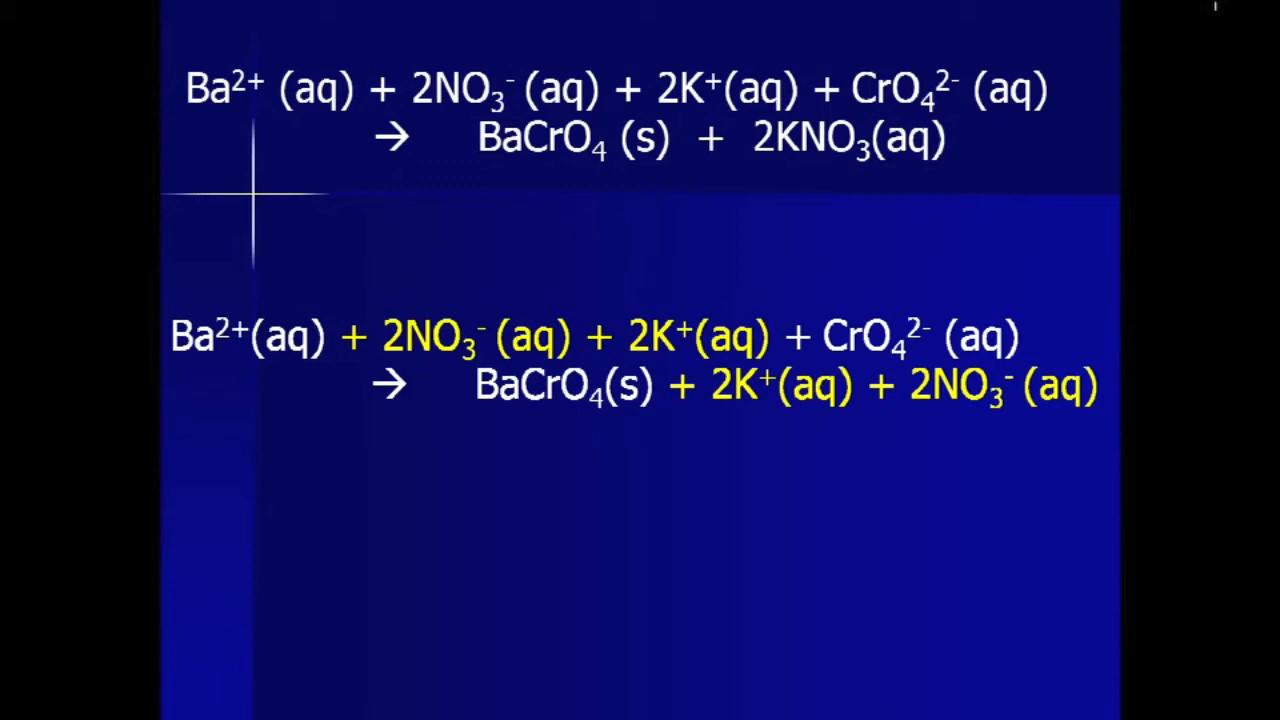 Ba²⁺ (aq) + 2NO₃⁻ (aq) + 2K⁺(aq) + CrO₄²⁻ (aq)
→ BaCrO₄ (s) + 2KNO₃(aq)
Ba²⁺(aq) + 2NO₃⁻ (aq) + 2K⁺(aq) + CrO₄²⁻ (aq)
→ BaCrO₄(s) + 2K⁺(aq) + 2NO₃⁻ (aq)